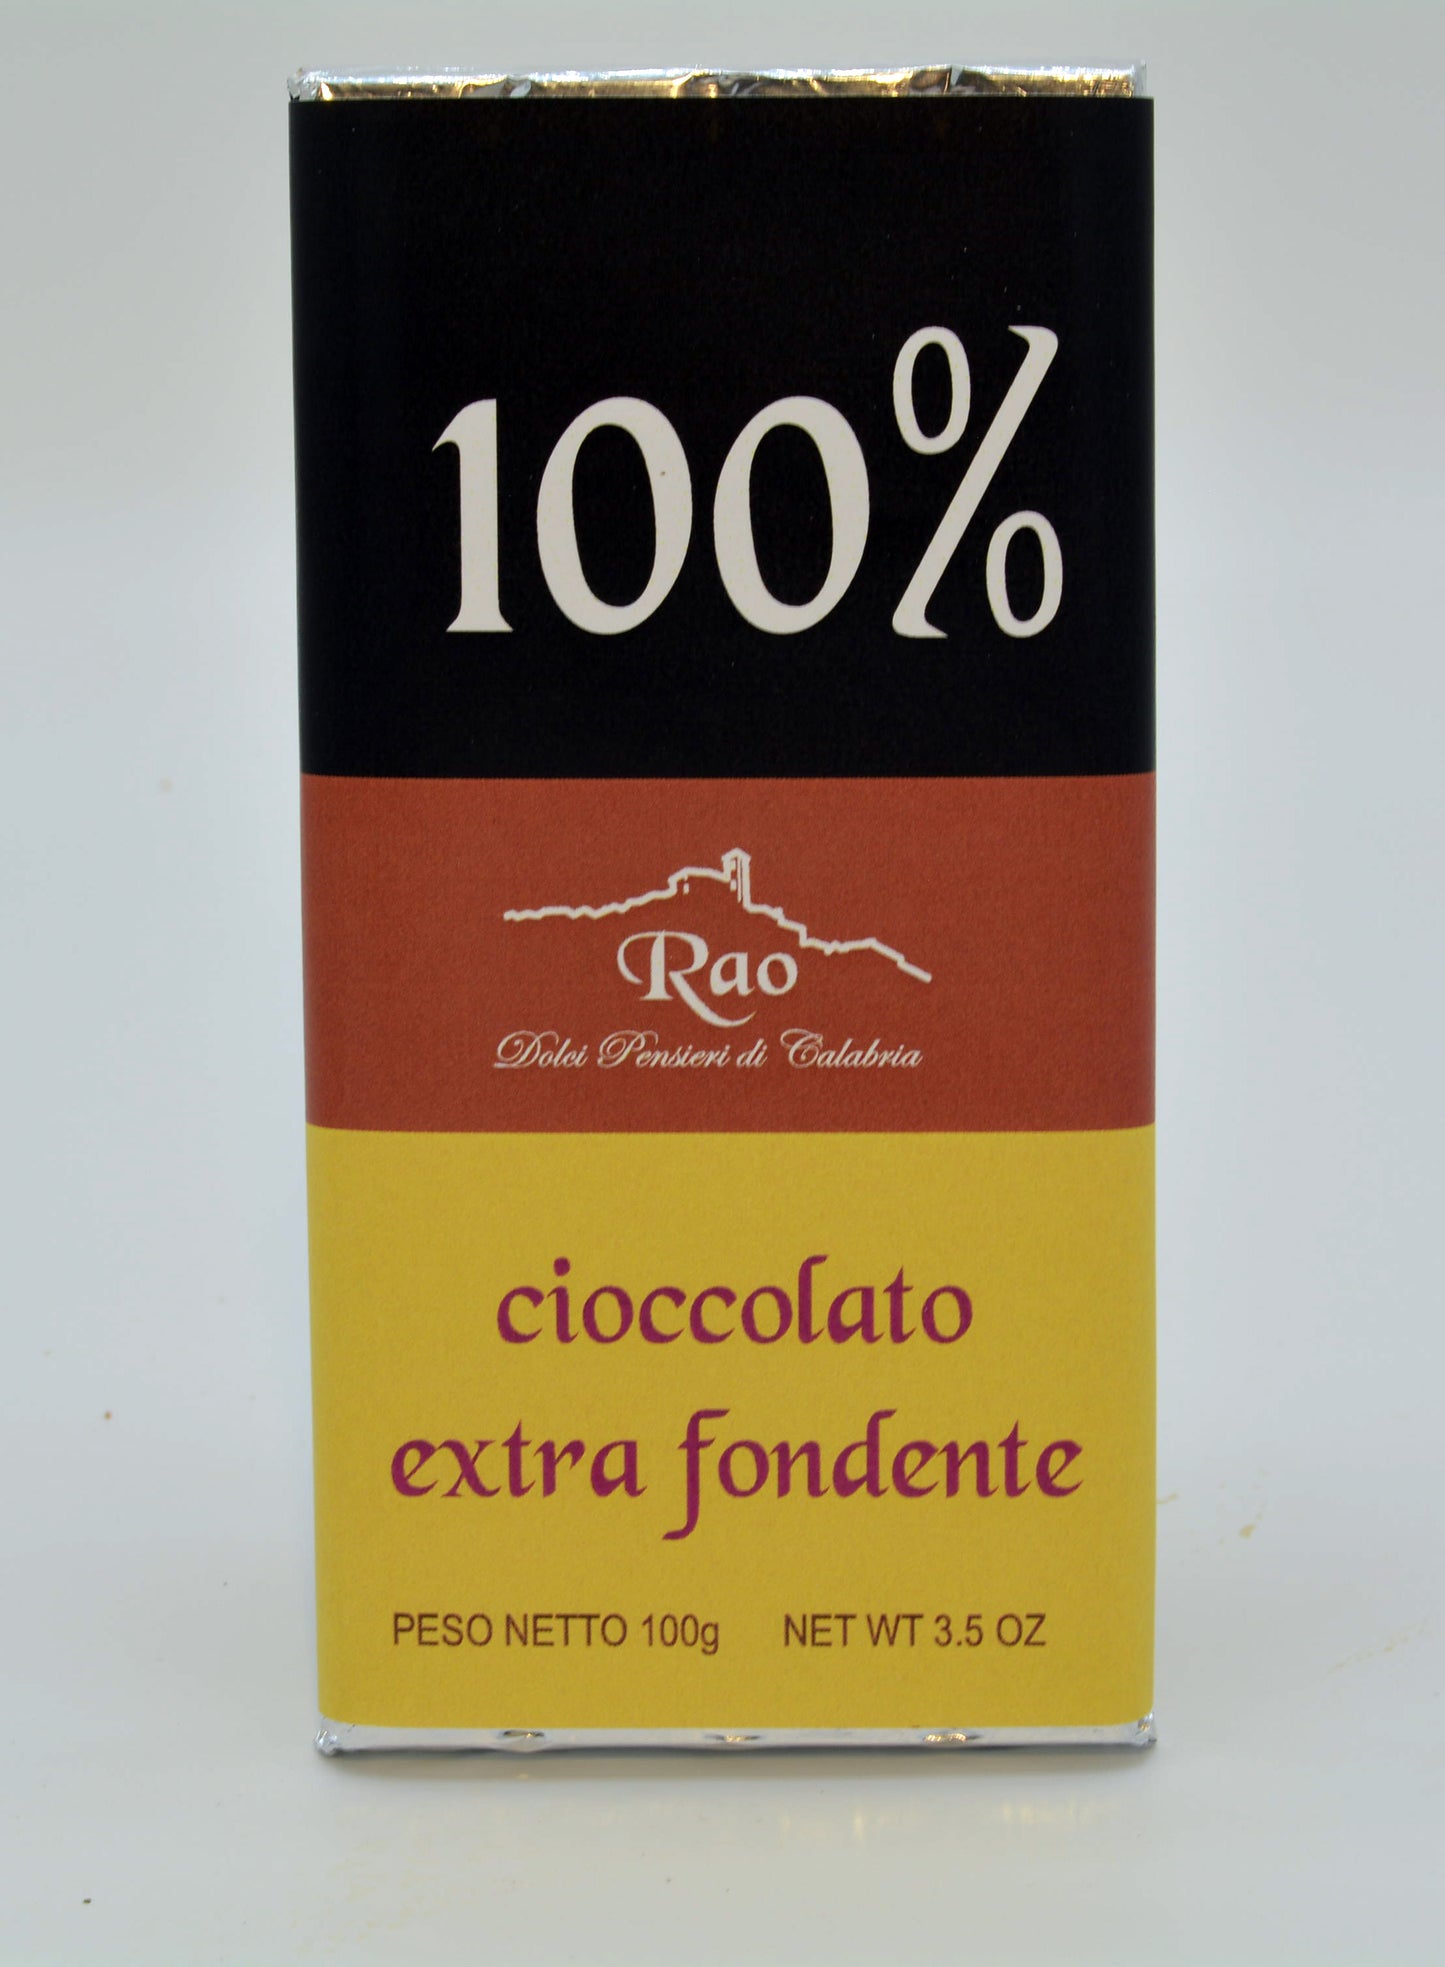 100%
Rao
Dolci Pensieri di Calabria
cioccolato
extra fondente
PESO NETTO 100g NET WT 3.5 OZ